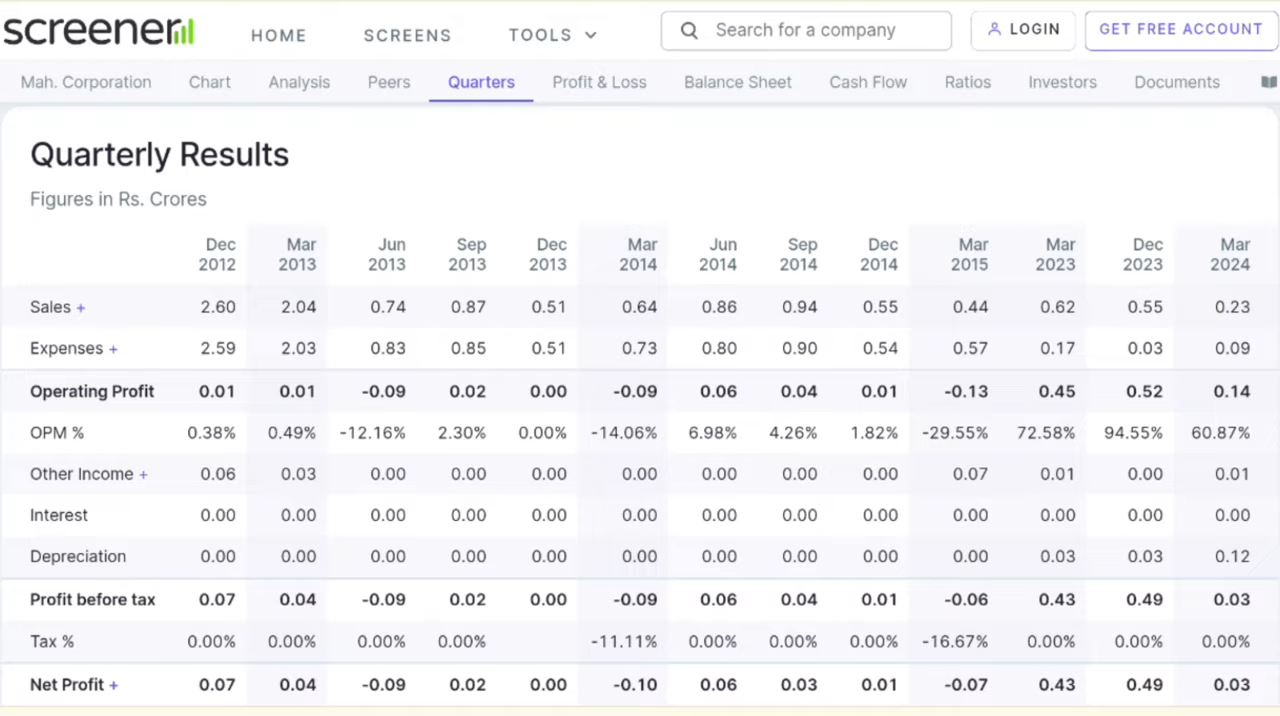 screener HOME SCREENS TOOLS Search for a company LOGIN GET FREE ACCOUNT
Mah. Corporation Chart Analysis Peers Quarters Profit & Loss Balance Sheet Cash Flow Ratios Investors Documents
Quarterly Results
Figures in Rs. Crores
Dec Mar Jun Sep Dec Mar Jun Sep Dec Mar Mar Dec Mar
2012 2013 2013 2013 2013 2014 2014 2014 2014 2015 2023 2023 2024
Sales + 2.60 2.04 0.74 0.87 0.51 0.64 0.86 0.94 0.55 0.44 0.62 0.55 0.23
Expenses + 2.59 2.03 0.83 0.85 0.51 0.73 0.80 0.90 0.54 0.57 0.17 0.03 0.09
Operating Profit 0.01 0.01 -0.09 0.02 0.00 -0.09 0.06 0.04 0.01 -0.13 0.45 0.52 0.14
OPM % 0.38% 0.49% -12.16% 2.30% 0.00% -14.06% 6.98% 4.26% 1.82% -29.55% 72.58% 94.55% 60.87%
Other Income + 0.06 0.03 0.00 0.00 0.00 0.00 0.00 0.00 0.00 0.07 0.01 0.00 0.01
Interest 0.00 0.00 0.00 0.00 0.00 0.00 0.00 0.00 0.00 0.00 0.00 0.00 0.00
Depreciation 0.00 0.00 0.00 0.00 0.00 0.00 0.00 0.00 0.00 0.00 0.03 0.03 0.12
Profit before tax 0.07 0.04 -0.09 0.02 0.00 -0.09 0.06 0.04 0.01 -0.06 0.43 0.49 0.03
Tax % 0.00% 0.00% 0.00% 0.00% -11.11% 0.00% 0.00% 0.00% -16.67% 0.00% 0.00% 0.00%
Net Profit + 0.07 0.04 -0.09 0.02 0.00 -0.10 0.06 0.03 0.01 -0.07 0.43 0.49 0.03